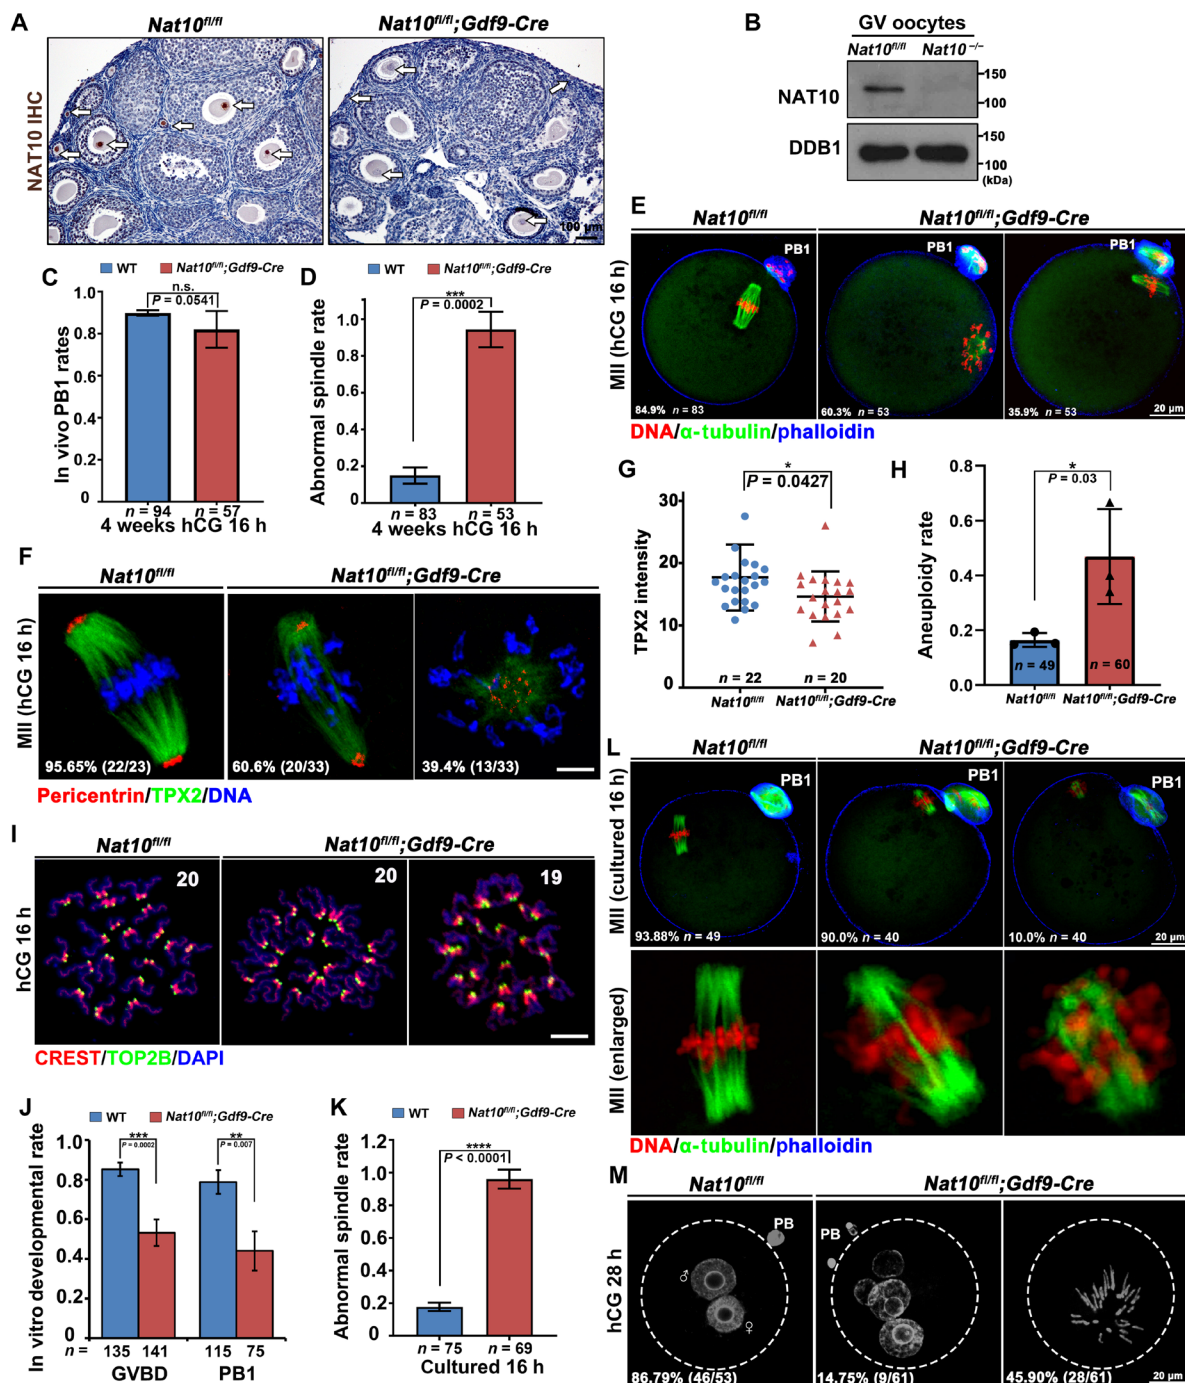 A
Nat10fl/fl
Nat10fl/fl;Gdf9-Cre
NAT10 IHC
100 μm
B
GV oocytes
Nat10fl/fl Nat10−/−
NAT10
150
100
DDB1
150
100
(kDa)
C
WT Nat10fl/fl;Gdf9-Cre
In vivo PB1 rates
1.0
0.8
0.6
0.4
0.2
0
n.s.
P = 0.0541
n = 94 n = 57
4 weeks hCG 16 h
D
Abnormal spindle rate
1.0
0.8
0.6
0.4
0.2
0
***
P = 0.0002
n = 83 n = 53
4 weeks hCG 16 h
E
Nat10fl/fl
Nat10fl/fl;Gdf9-Cre
MII (hCG 16 h)
PB1
PB1
PB1
84.9% n = 83
60.3% n = 53
35.9% n = 53
20 μm
DNA/α-tubulin/phalloidin
F
Nat10fl/fl
Nat10fl/fl;Gdf9-Cre
MII (hCG 16 h)
95.65% (22/23)
60.6% (20/33)
39.4% (13/33)
Pericentrin/TPX2/DNA
G
TPX2 intensity
30
20
10
0
*
P = 0.0427
n = 22 n = 20
Nat10fl/fl Nat10fl/fl;Gdf9-Cre
H
Aneuploidy rate
0.8
0.6
0.4
0.2
0.0
*
P = 0.03
n = 49 n = 60
Nat10fl/fl Nat10fl/fl;Gdf9-Cre
I
Nat10fl/fl
Nat10fl/fl;Gdf9-Cre
hCG 16 h
20
20
19
CREST/TOP2B/DAPI
J
WT Nat10fl/fl;Gdf9-Cre
In vitro developmental rate
1.0
0.8
0.6
0.4
0.2
0
***
P = 0.0002
**
P = 0.007
n = 135 141 115 75
GVBD PB1
K
WT Nat10fl/fl;Gdf9-Cre
Abnormal spindle rate
1.2
1.0
0.8
0.6
0.4
0.2
0
****
P < 0.0001
n = 75 n = 69
Cultured 16 h
L
Nat10fl/fl
Nat10fl/fl;Gdf9-Cre
MII (cultured 16 h)
PB1
PB1
PB1
93.88% n = 49
90.0% n = 40
10.0% n = 40
20 μm
MII (enlarged)
DNA/α-tubulin/phalloidin
M
Nat10fl/fl
Nat10fl/fl;Gdf9-Cre
hCG 28 h
PB
♂
♀
PB
86.79% (46/53)
14.75% (9/61)
45.90% (28/61)
20 μm